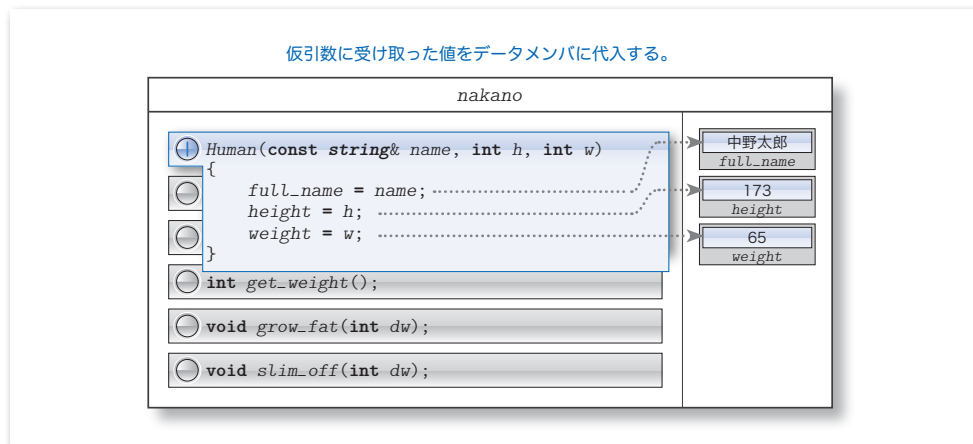 仮引数に受け取った値をデータメンバに代入する。
nakano
Human(const string& name, int h, int w)
{
full_name = name;
height = h;
weight = w;
}
int get_weight();
void grow_fat(int dw);
void slim_off(int dw);
中野太郎
full_name
173
height
65
weight